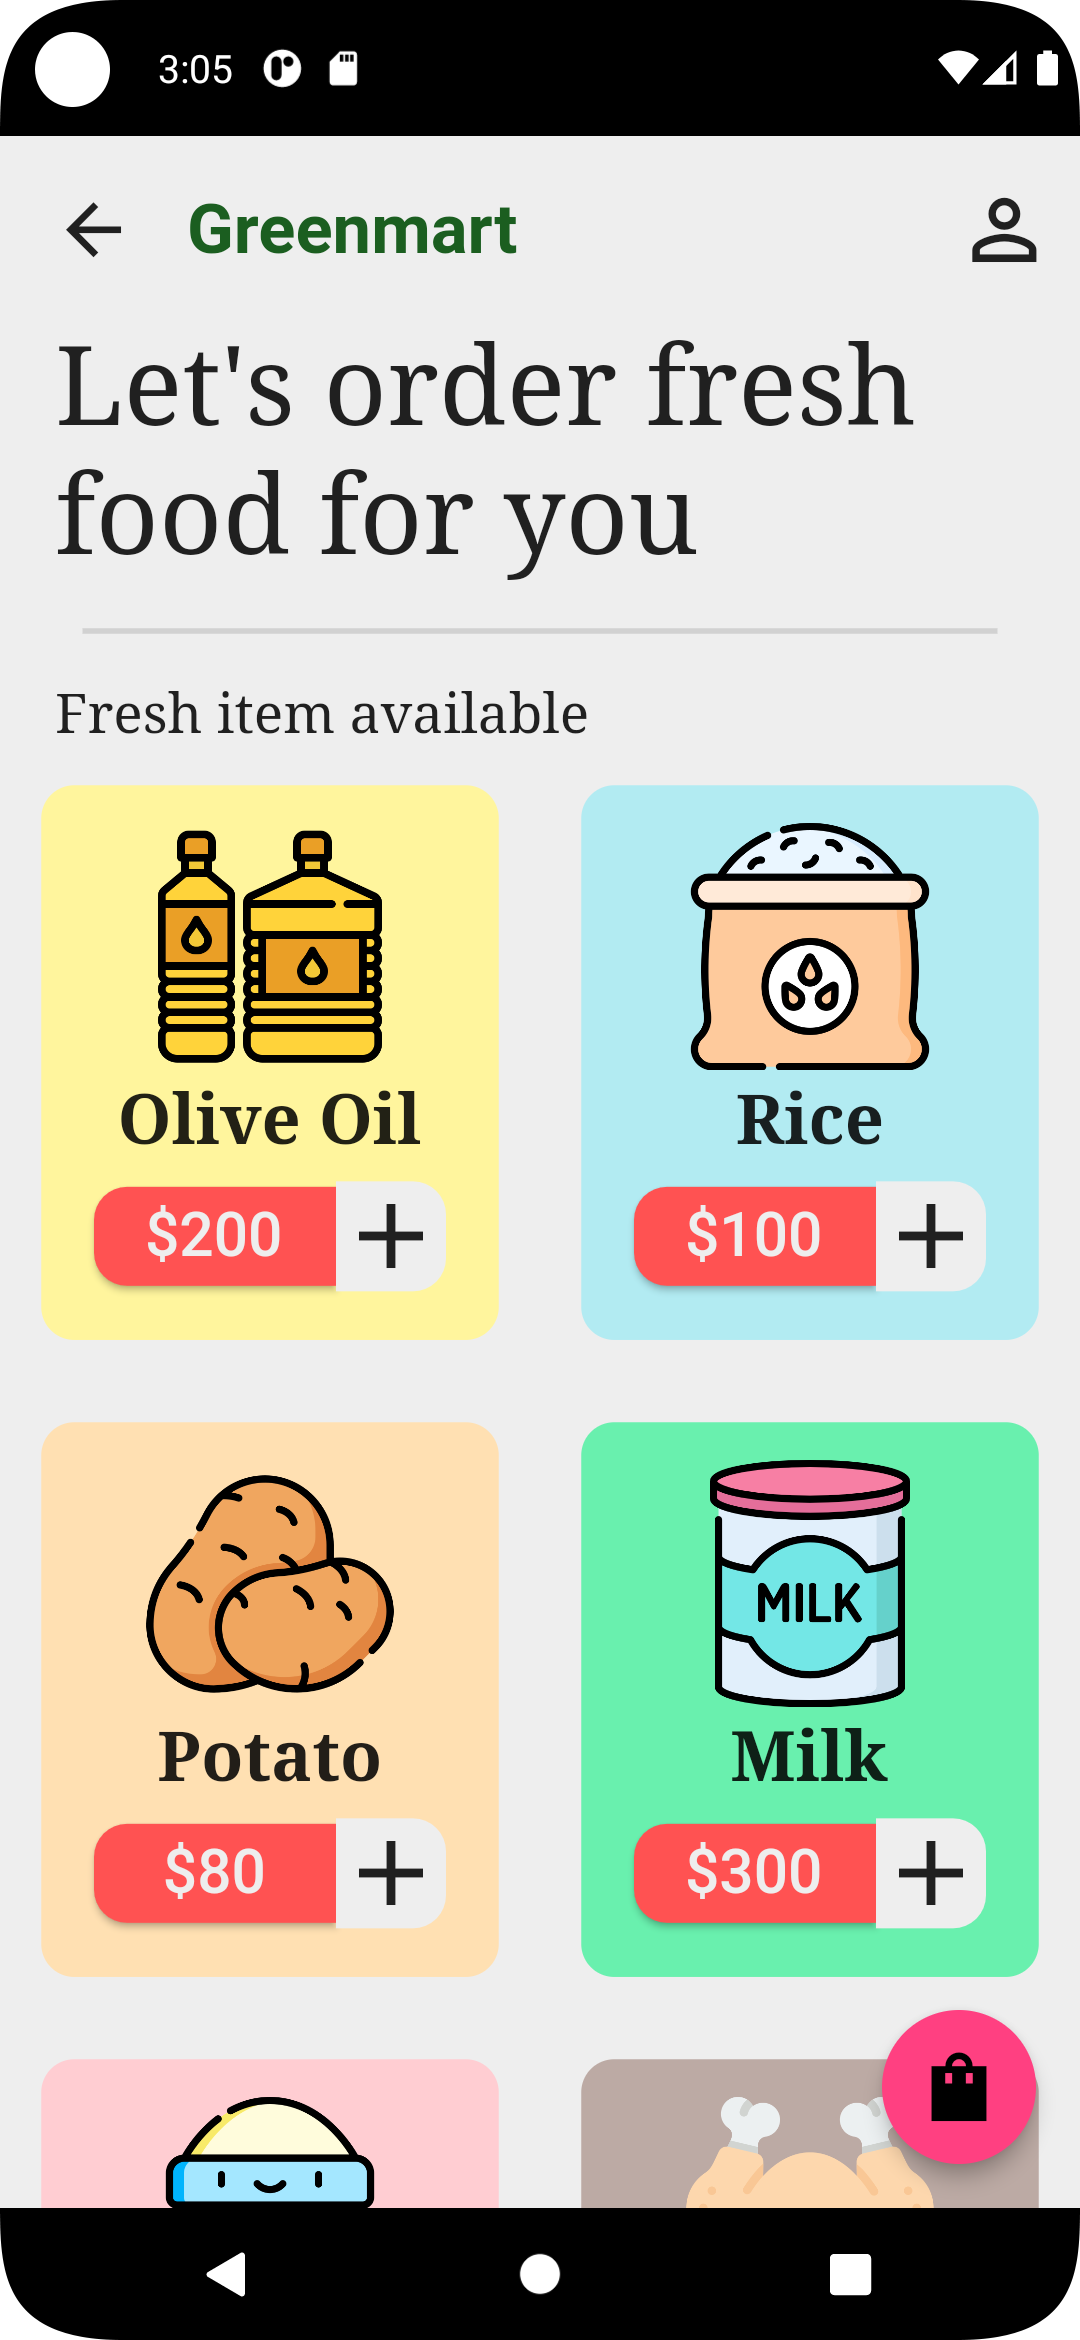 3:05
Greenmart
Let's order fresh
food for you
Fresh item available
Olive Oil
Rice
$200
$100
Potato
MILK
Milk
$80
$300